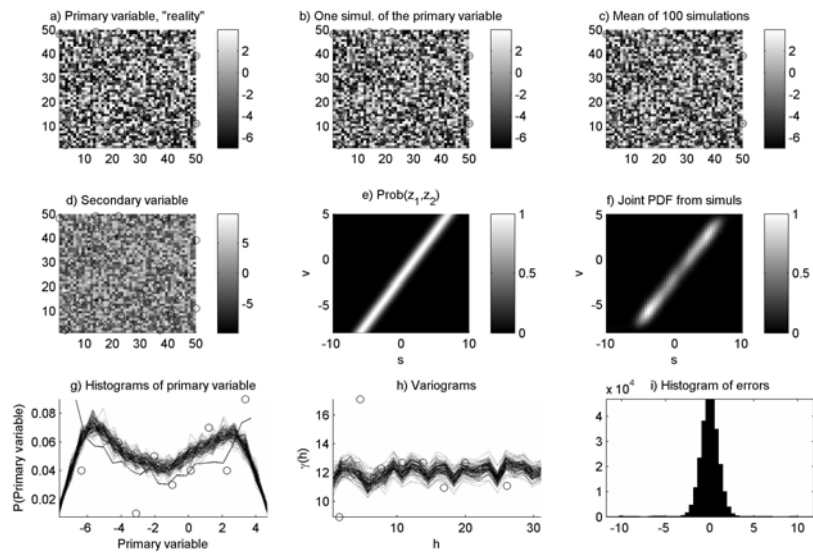 a) Primary variable, "reality"
50
40
30
20
10
10 20 30 40 50
2
0
-2
-4
-6
b) One simul. of the primary variable
50
40
30
20
10
10 20 30 40 50
2
0
-2
-4
-6
c) Mean of 100 simulations
50
40
30
20
10
10 20 30 40 50
2
0
-2
-4
-6
d) Secondary variable
50
40
30
20
10
10 20 30 40 50
5
0
-5
e) Prob(z1,z2)
v
5
0
-5
-10 0 10
s
1
0.5
0
f) Joint PDF from simuls
v
5
0
-5
-10 0 10
s
1
0.5
0
g) Histograms of primary variable
P(Primary variable)
0.08
0.06
0.04
0.02
-6 -4 -2 0 2 4
Primary variable
h) Variograms
γ(h)
16
14
12
10
10 20 30
h
i) Histogram of errors
x 10^4
4
3
2
1
0
-10 -5 0 5 10